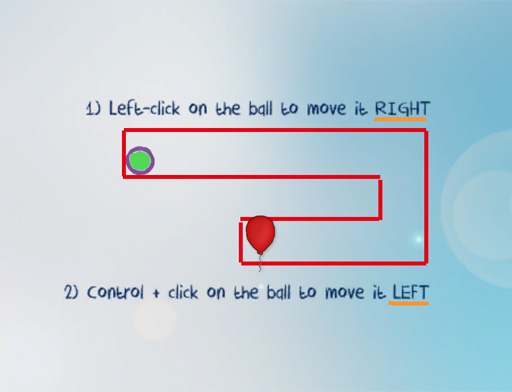 1) Left-click on the ball to move it RIGHT
2) Control + click on the ball to move it LEFT